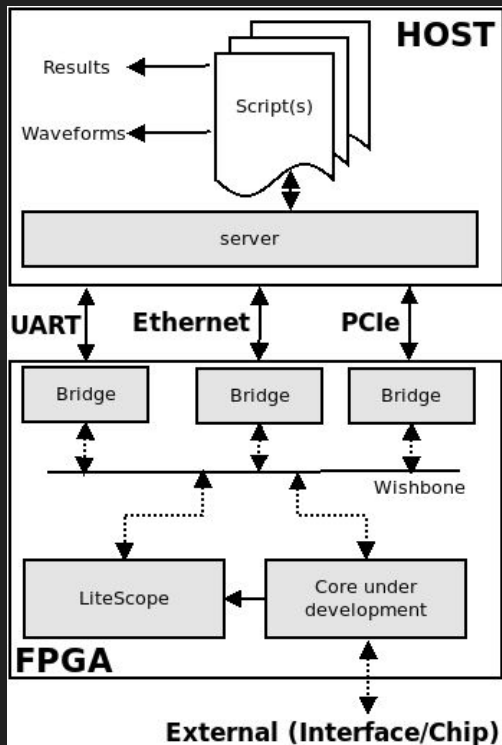 HOST
Results
Script(s)
Waveforms
server
UART
Ethernet
PCIe
Bridge
Bridge
Bridge
Wishbone
LiteScope
Core under
development
FPGA
External (Interface/Chip)